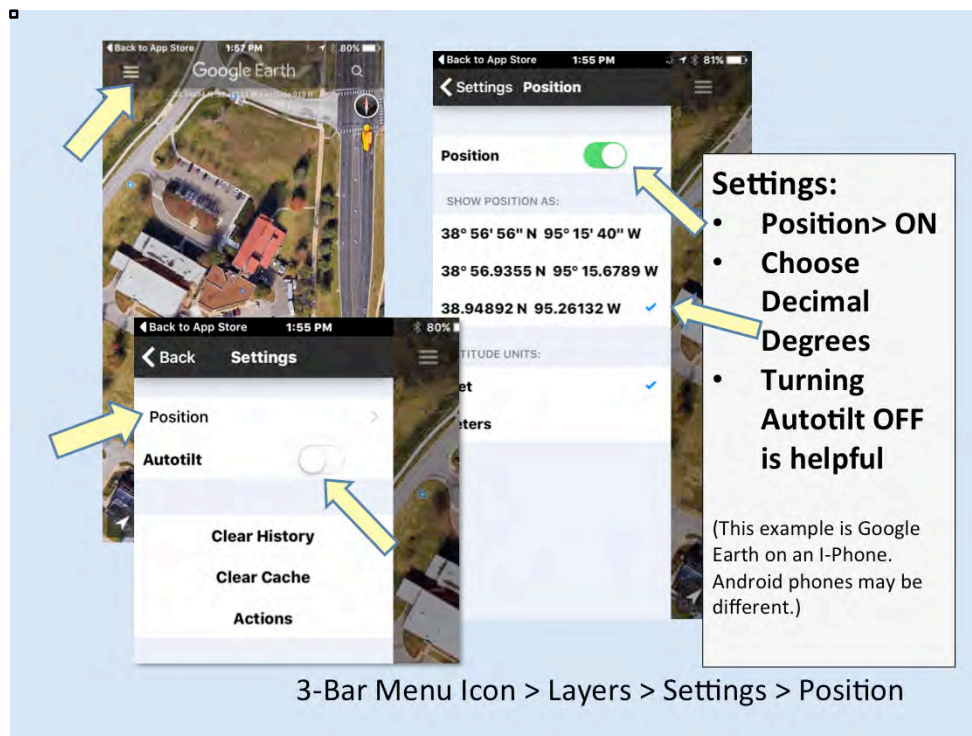 Back to App Store 1:57 PM 80%
Google Earth
Back to App Store 1:55 PM 81%
Settings Position
Position
SHOW POSITION AS:
38° 56' 56" N 95° 15' 40" W
38° 56.9355 N 95° 15.6789 W
38.94892 N 95.26132 W
TITUDE UNITS:
et
eters
Back to App Store 1:55 PM 80%
Back Settings
Position
Autotilt
Clear History
Clear Cache
Actions
Settings:
• Position> ON
• Choose
Decimal
Degrees
• Turning
Autotilt OFF
is helpful
(This example is Google
Earth on an I-Phone.
Android phones may be
different.)
3-Bar Menu Icon > Layers > Settings > Position